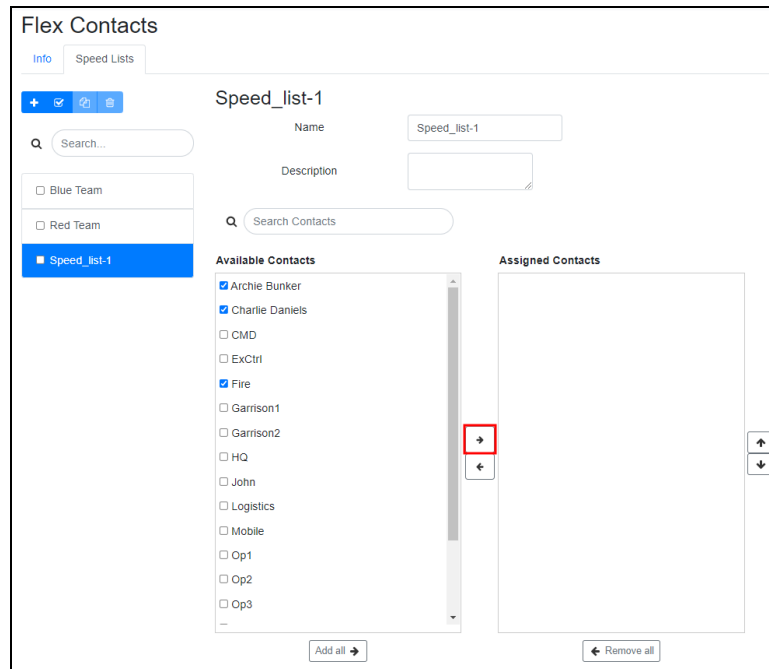 Flex Contacts
Info
Speed Lists
Speed_list-1
Name
Speed_list-1
Search...
Description
Blue Team
Red Team
Speed_list-1
Search Contacts
Available Contacts
Assigned Contacts
Archie Bunker
Charlie Daniels
CMD
ExCtrl
Fire
Garrison1
Garrison2
HQ
John
Logistics
Mobile
Op1
Op2
Op3
Add all
Remove all